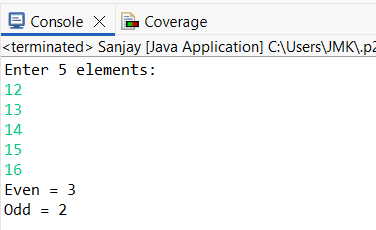 Console Coverage
<terminated> Sanjay [Java Application] C:\Users\JMK\.p2
Enter 5 elements:
12
13
14
15
16
Even = 3
Odd = 2